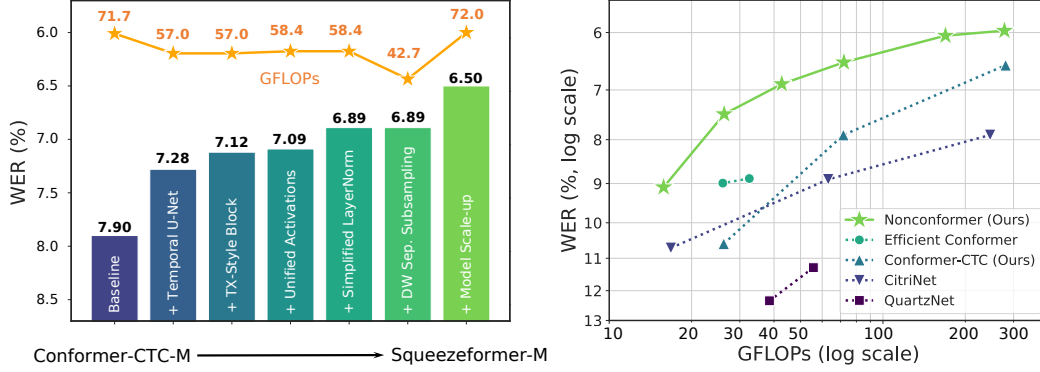 71.7
57.0
57.0
58.4
58.4
42.7
72.0
GFLOPs
6.0
6.5
7.0
7.5
8.0
8.5
WER (%)
7.90
7.28
7.12
7.09
6.89
6.89
6.50
Baseline
+ Temporal U-Net
+ TX-Style Block
+ Unified Activations
+ Simplified LayerNorm
+ DW Sep. Subsampling
+ Model Scale-up
Conformer-CTC-M
Squeezeformer-M
6
7
8
9
10
11
12
13
WER (%, log scale)
Nonconformer (Ours)
Efficient Conformer
Conformer-CTC (Ours)
CitriNet
QuartzNet
10
20
30
50
100
200
300
GFLOPs (log scale)